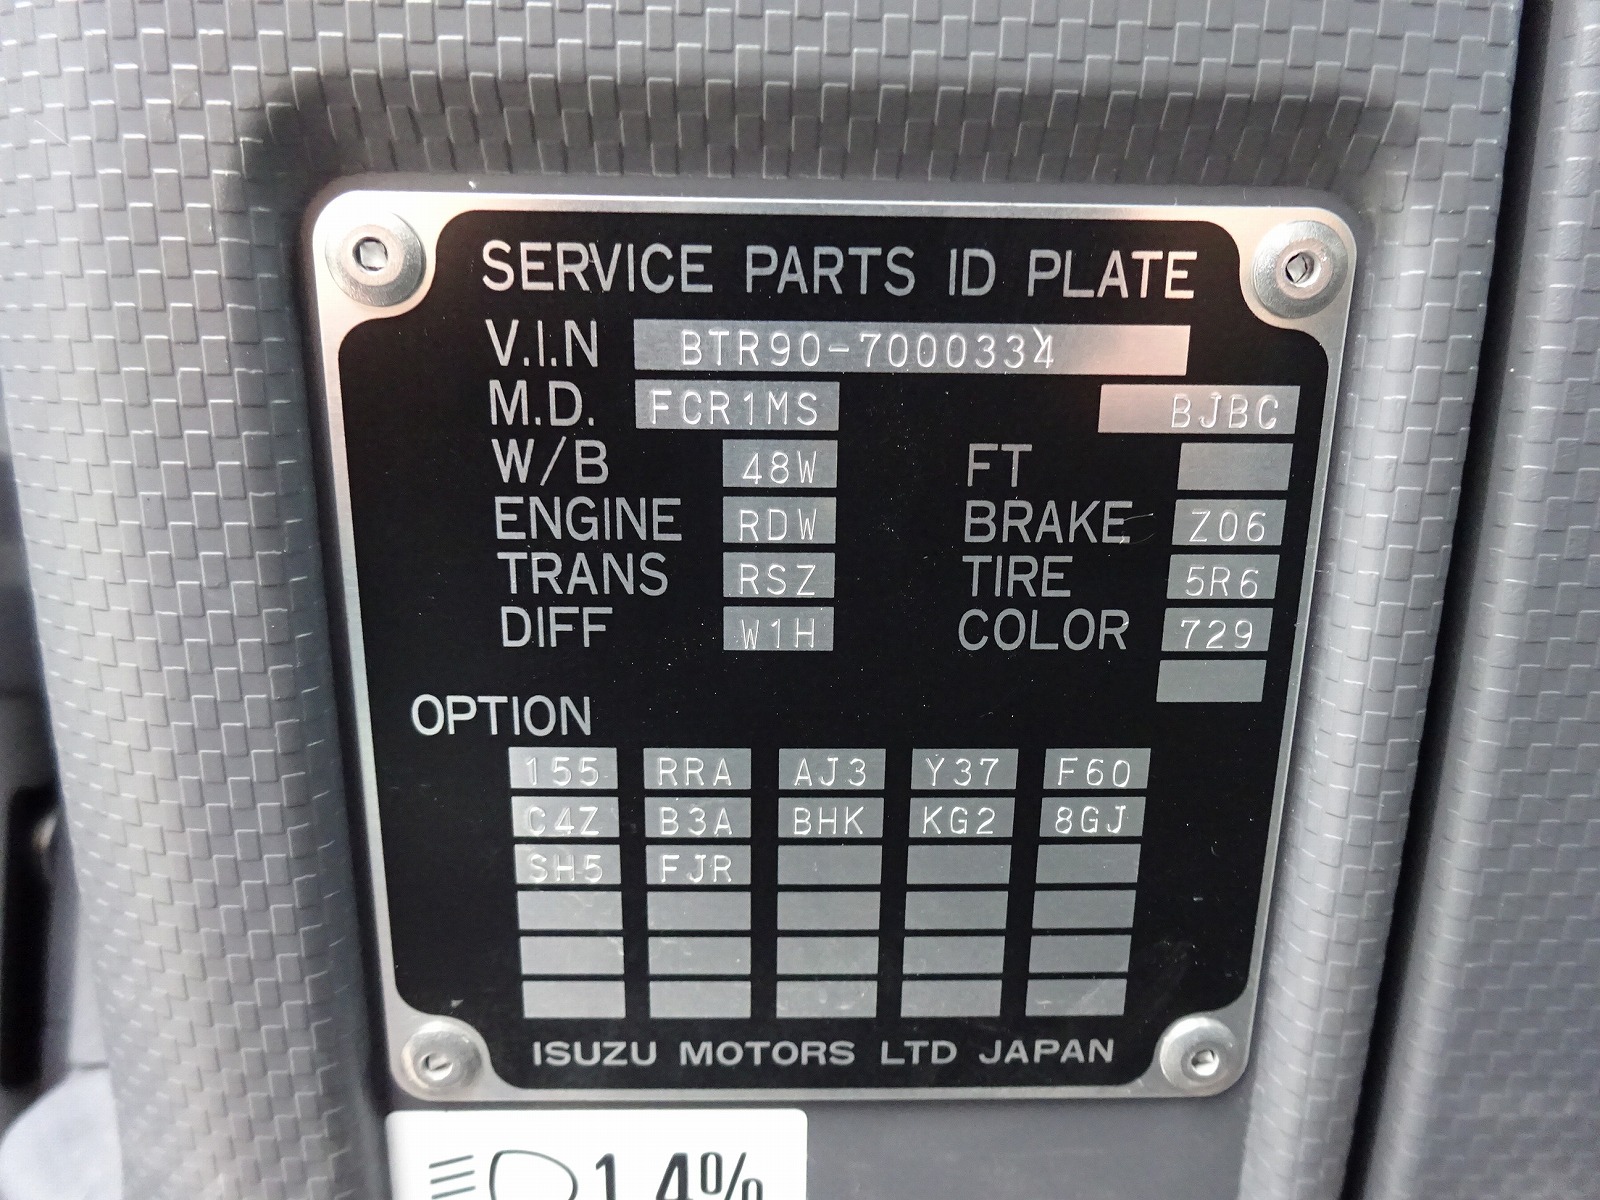 SERVICE PARTS ID PLATE
V.I.N BTR90-7000334
M.D. FCR1MS BJBC
W/B 48W FT
ENGINE RDW BRAKE Z06
TRANS RSZ TIRE 5R6
DIFF W1H COLOR 729
OPTION
155 RRA AJ3 Y37 F60
C4Z B3A BHK KG2 8GJ
SH5 FJR
ISUZU MOTORS LTD JAPAN
1.4%